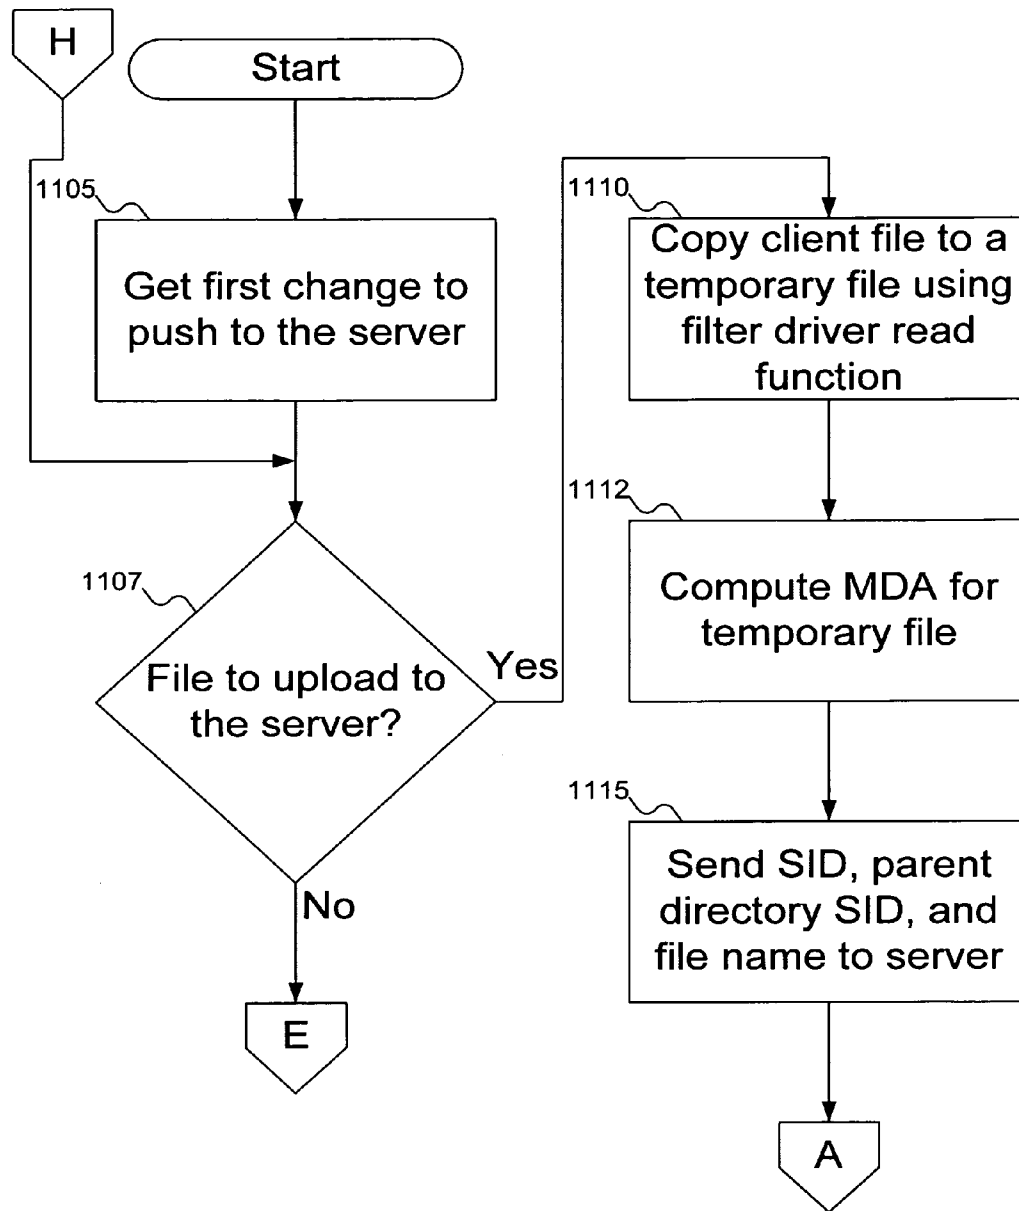 H
Start
1105
Get first change to
push to the server
1107
File to upload to
the server?
Yes
No
E
1110
Copy client file to a
temporary file using
filter driver read
function
1112
Compute MDA for
temporary file
1115
Send SID, parent
directory SID, and
file name to server
A